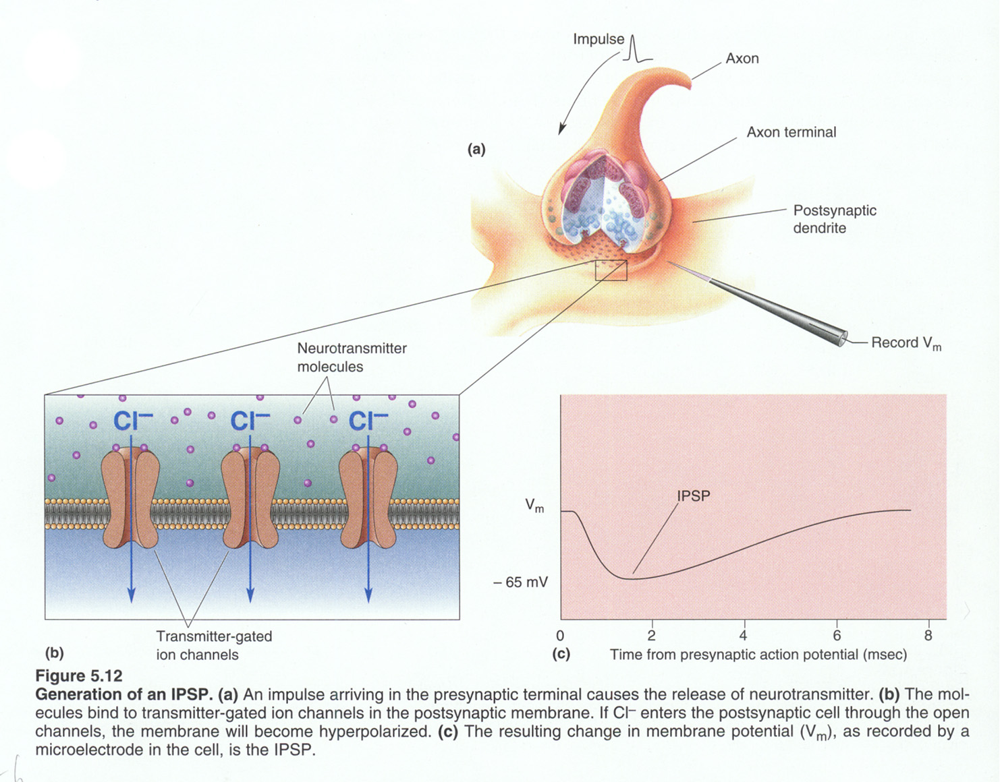 Impulse
Axon
Axon terminal
(a)
Postsynaptic
dendrite
Record Vm
Neurotransmitter
molecules
Cl– Cl– Cl–
Transmitter-gated
ion channels
(b)
IPSP
Vm
– 65 mV
0 2 4 6 8
(c) Time from presynaptic action potential (msec)
Figure 5.12
Generation of an IPSP. (a) An impulse arriving in the presynaptic terminal causes the release of neurotransmitter. (b) The mol-
ecules bind to transmitter-gated ion channels in the postsynaptic membrane. If Cl– enters the postsynaptic cell through the open
channels, the membrane will become hyperpolarized. (c) The resulting change in membrane potential (Vm), as recorded by a
microelectrode in the cell, is the IPSP.